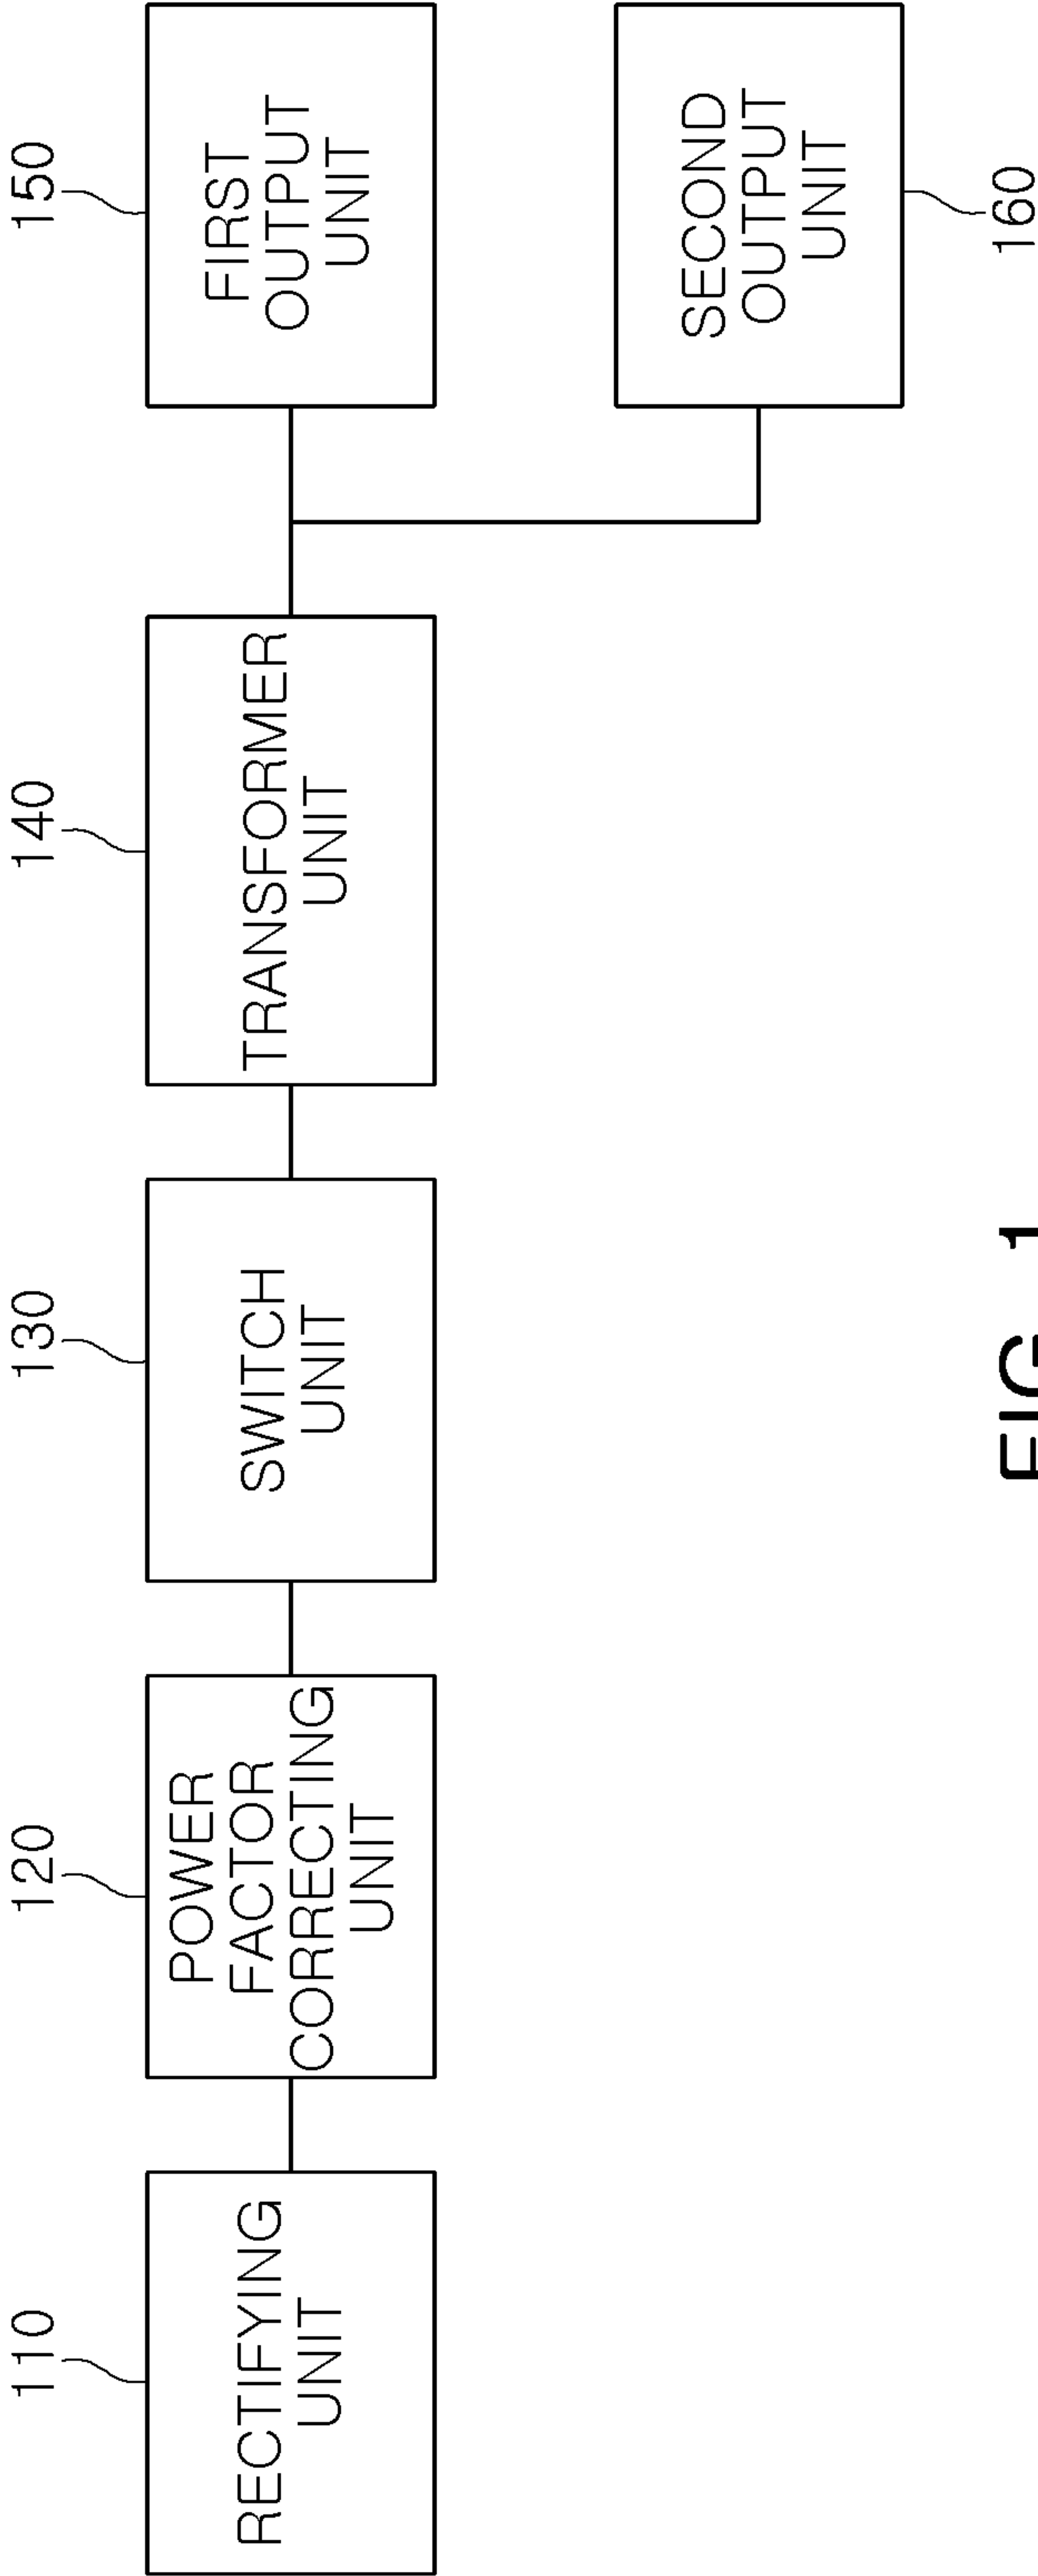 110
RECTIFYING
UNIT
120
POWER
FACTOR
CORRECTING
UNIT
130
SWITCH
UNIT
140
TRANSFORMER
UNIT
150
FIRST
OUTPUT
UNIT
SECOND
OUTPUT
UNIT
160
FIG. 1